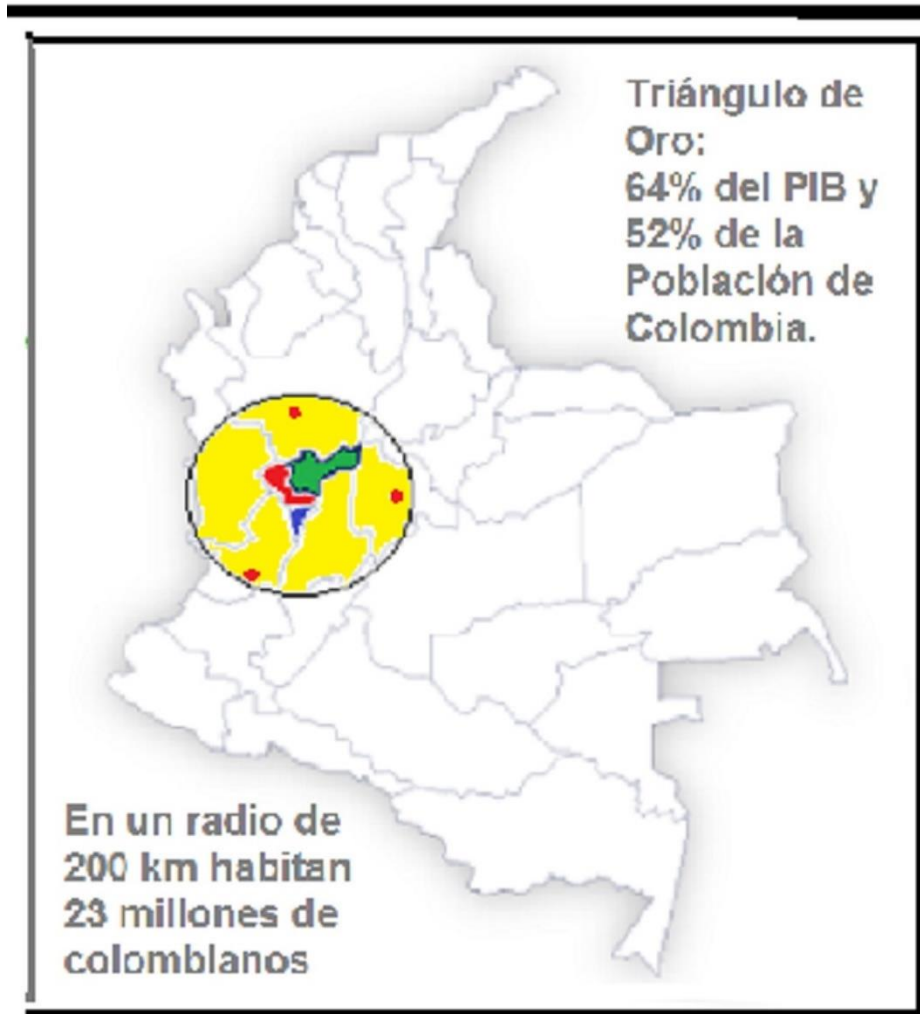 Triángulo de
Oro:
64% del PIB y
52% de la
Población de
Colombia.
En un radio de
200 km habitan
23 millones de
colombianos